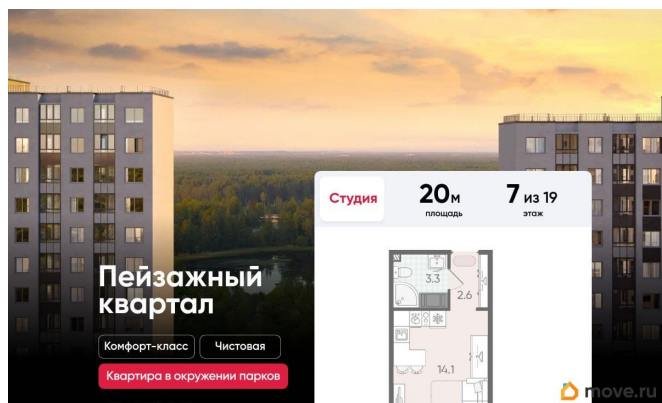 Студия
20м
площадь
7 из 19
этаж
Пейзажный
квартал
Комфорт-класс
Чистовая
Квартира в окружении парков
3.3
2.6
14.1
move.ru